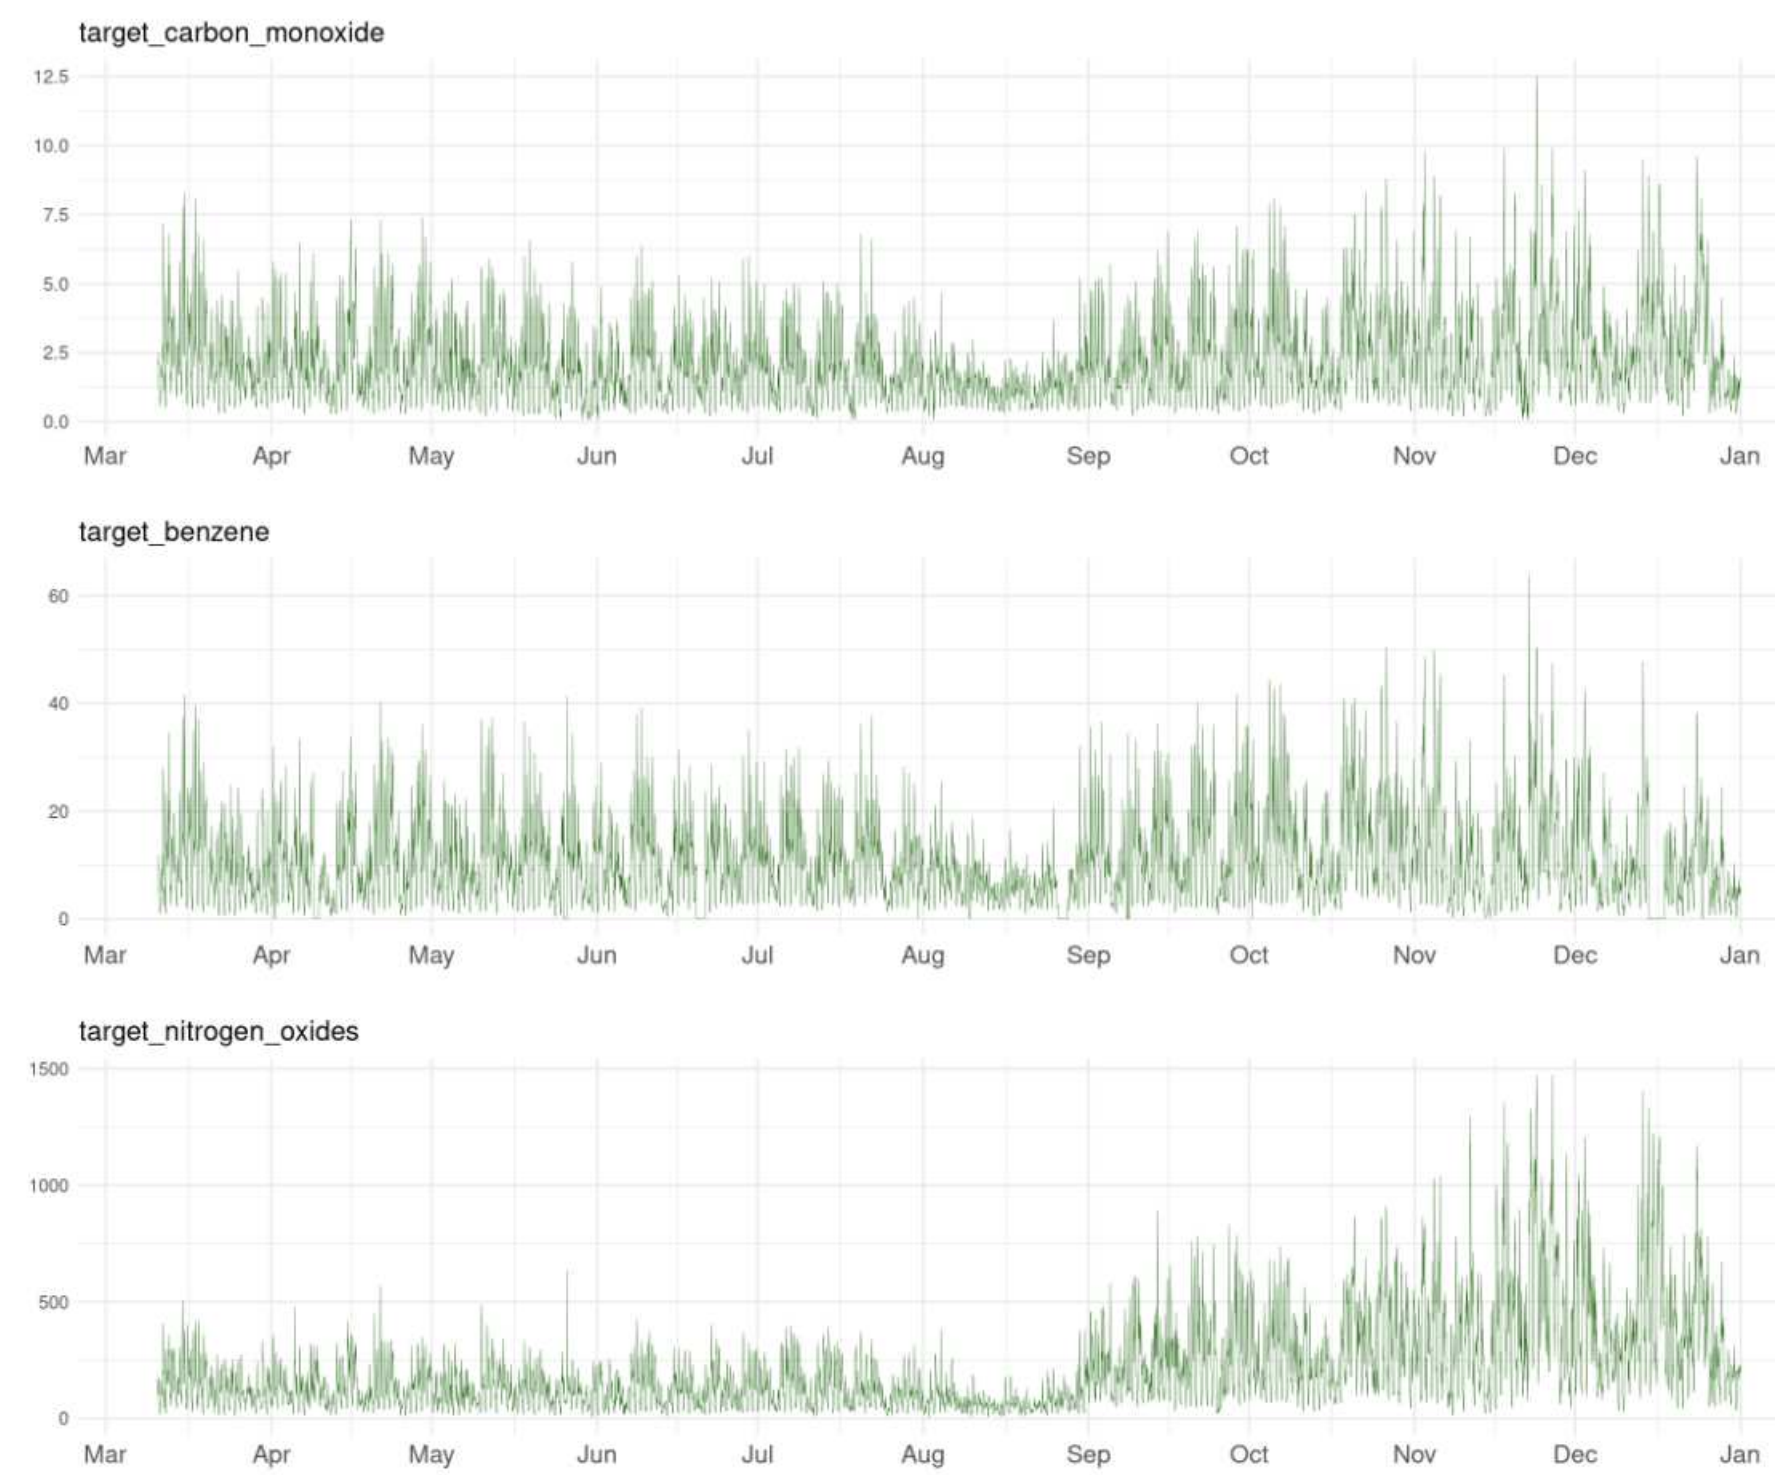 target_carbon_monoxide
12.5
10.0
7.5
5.0
2.5
0.0
Mar Apr May Jun Jul Aug Sep Oct Nov Dec Jan
target_benzene
60
40
20
0
Mar Apr May Jun Jul Aug Sep Oct Nov Dec Jan
target_nitrogen_oxides
1500
1000
500
0
Mar Apr May Jun Jul Aug Sep Oct Nov Dec Jan